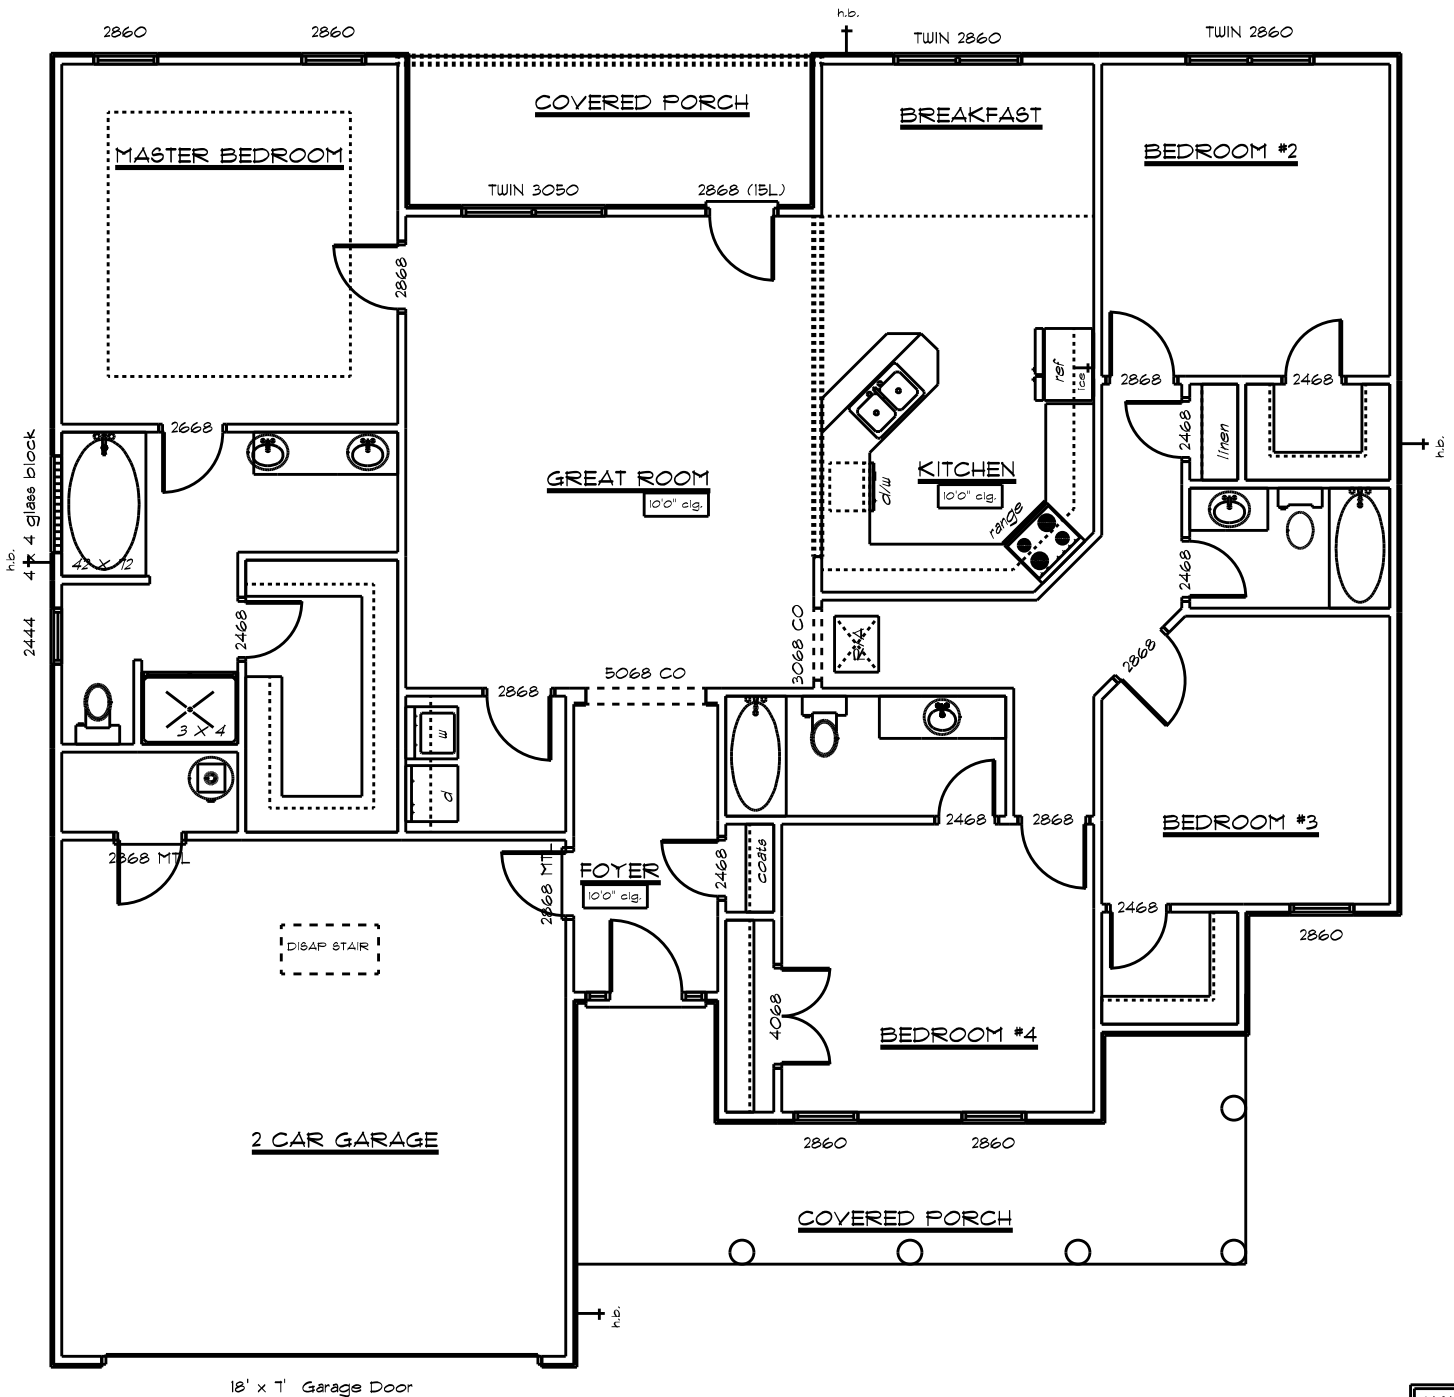 h.b.
2860
2860
TWIN 2860
TWIN 2860
COVERED PORCH
BREAKFAST
MASTER BEDROOM
BEDROOM #2
TWIN 3050
2868 (15L)
2868
ref
ice
2868
2468
2668
2468
linen
h.b.
4 x 4 glass block
GREAT ROOM
10'0" clg.
KITCHEN
10'0" clg.
d/w
range
h.b.
42 X 72
2468
2444
2468
3068 CO
2868
5068 CO
2868
3 X 4
w
d
2468
2868
BEDROOM #3
2868 MTL
2868 MTL
FOYER
10'0" clg.
2468
coats
2468
2860
DISAP STAIR
4068
BEDROOM #4
2 CAR GARAGE
2860
2860
COVERED PORCH
h.b.
18' x 7' Garage Door